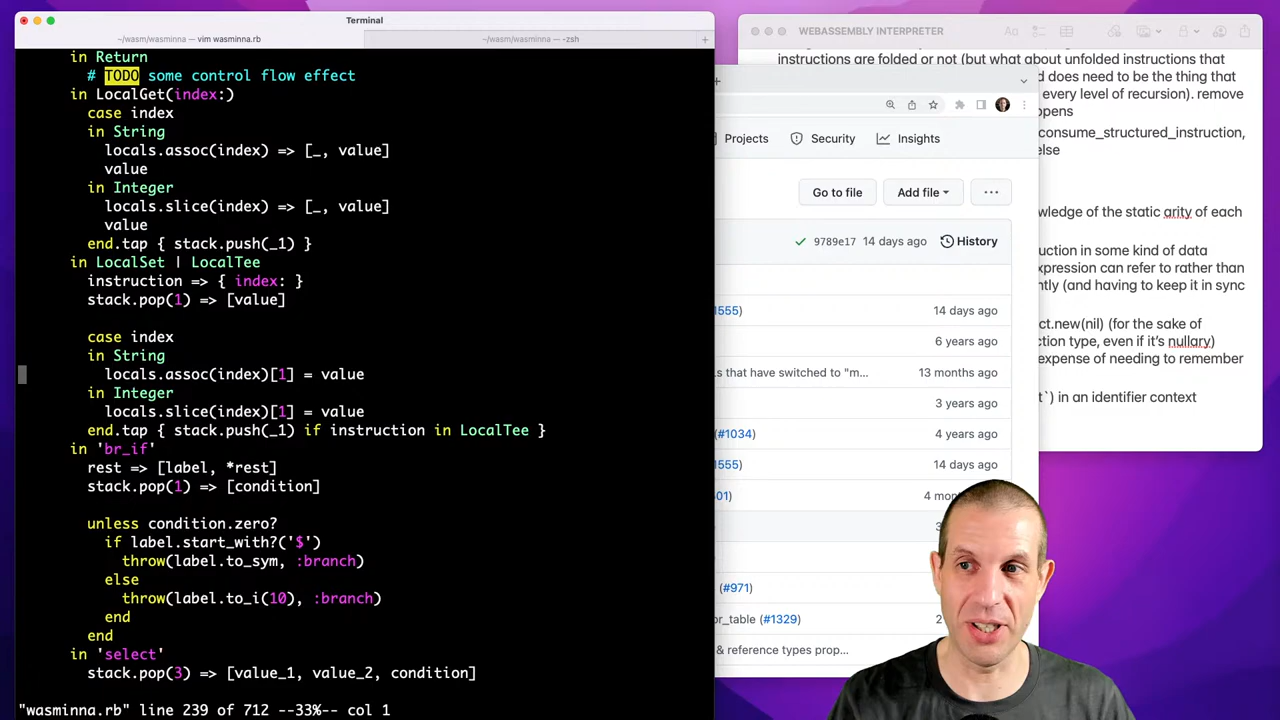 Terminal
~/wasm/wasminna — vim wasminna.rb
~/wasm/wasminna — -zsh
in Return
# TODO some control flow effect
in LocalGet(index:)
case index
in String
locals.assoc(index) => [_, value]
value
in Integer
locals.slice(index) => [_, value]
value
end.tap { stack.push(_1) }
in LocalSet | LocalTee
instruction => { index: }
stack.pop(1) => [value]
case index
in String
locals.assoc(index)[1] = value
in Integer
locals.slice(index)[1] = value
end.tap { stack.push(_1) if instruction in LocalTee }
in 'br_if'
rest => [label, *rest]
stack.pop(1) => [condition]
unless condition.zero?
if label.start_with?('$')
throw(label.to_sym, :branch)
else
throw(label.to_i(10), :branch)
end
end
in 'select'
stack.pop(3) => [value_1, value_2, condition]
"wasminna.rb" line 239 of 712 --33%-- col 1
WEBASSEMBLY INTERPRETER
instructions are folded or not (but what about unfolded instructions that
d does need to be the thing that
every level of recursion). remove
opens
consume_structured_instruction,
else
wledge of the static arity of each
uction in some kind of data
expression can refer to rather than
ntly (and having to keep it in sync
ct.new(nil) (for the sake of
ction type, even if it's nullary)
expense of needing to remember
t`) in an identifier context
Projects
Security
Insights
Go to file
Add file
9789e17 14 days ago
History
1555) 14 days ago
6 years ago
ls that have switched to "m... 13 months ago
3 years ago
(#1034) 4 years ago
1555) 14 days ago
01) 4 mon
(#971)
or_table (#1329) 2
& reference types prop...